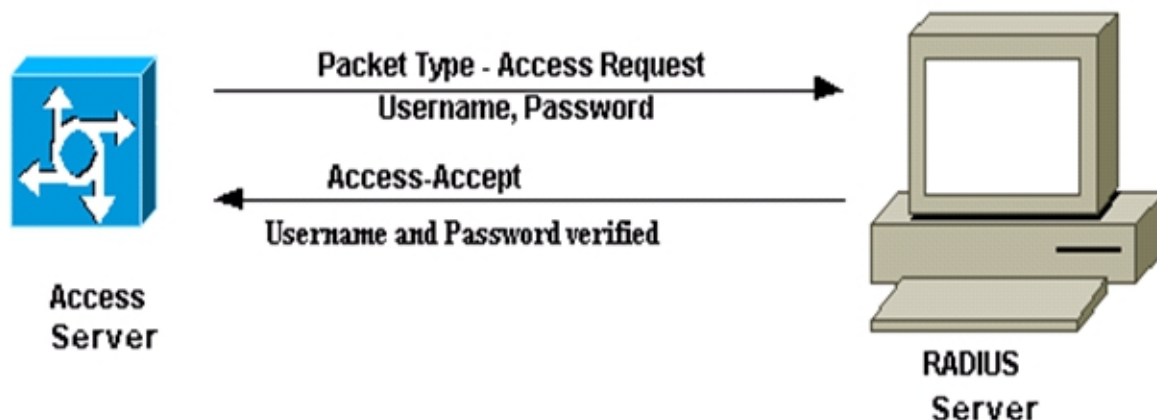 Packet Type - Access Request
Username, Password
Access-Accept
Username and Password verified
Access
Server
RADIUS
Server